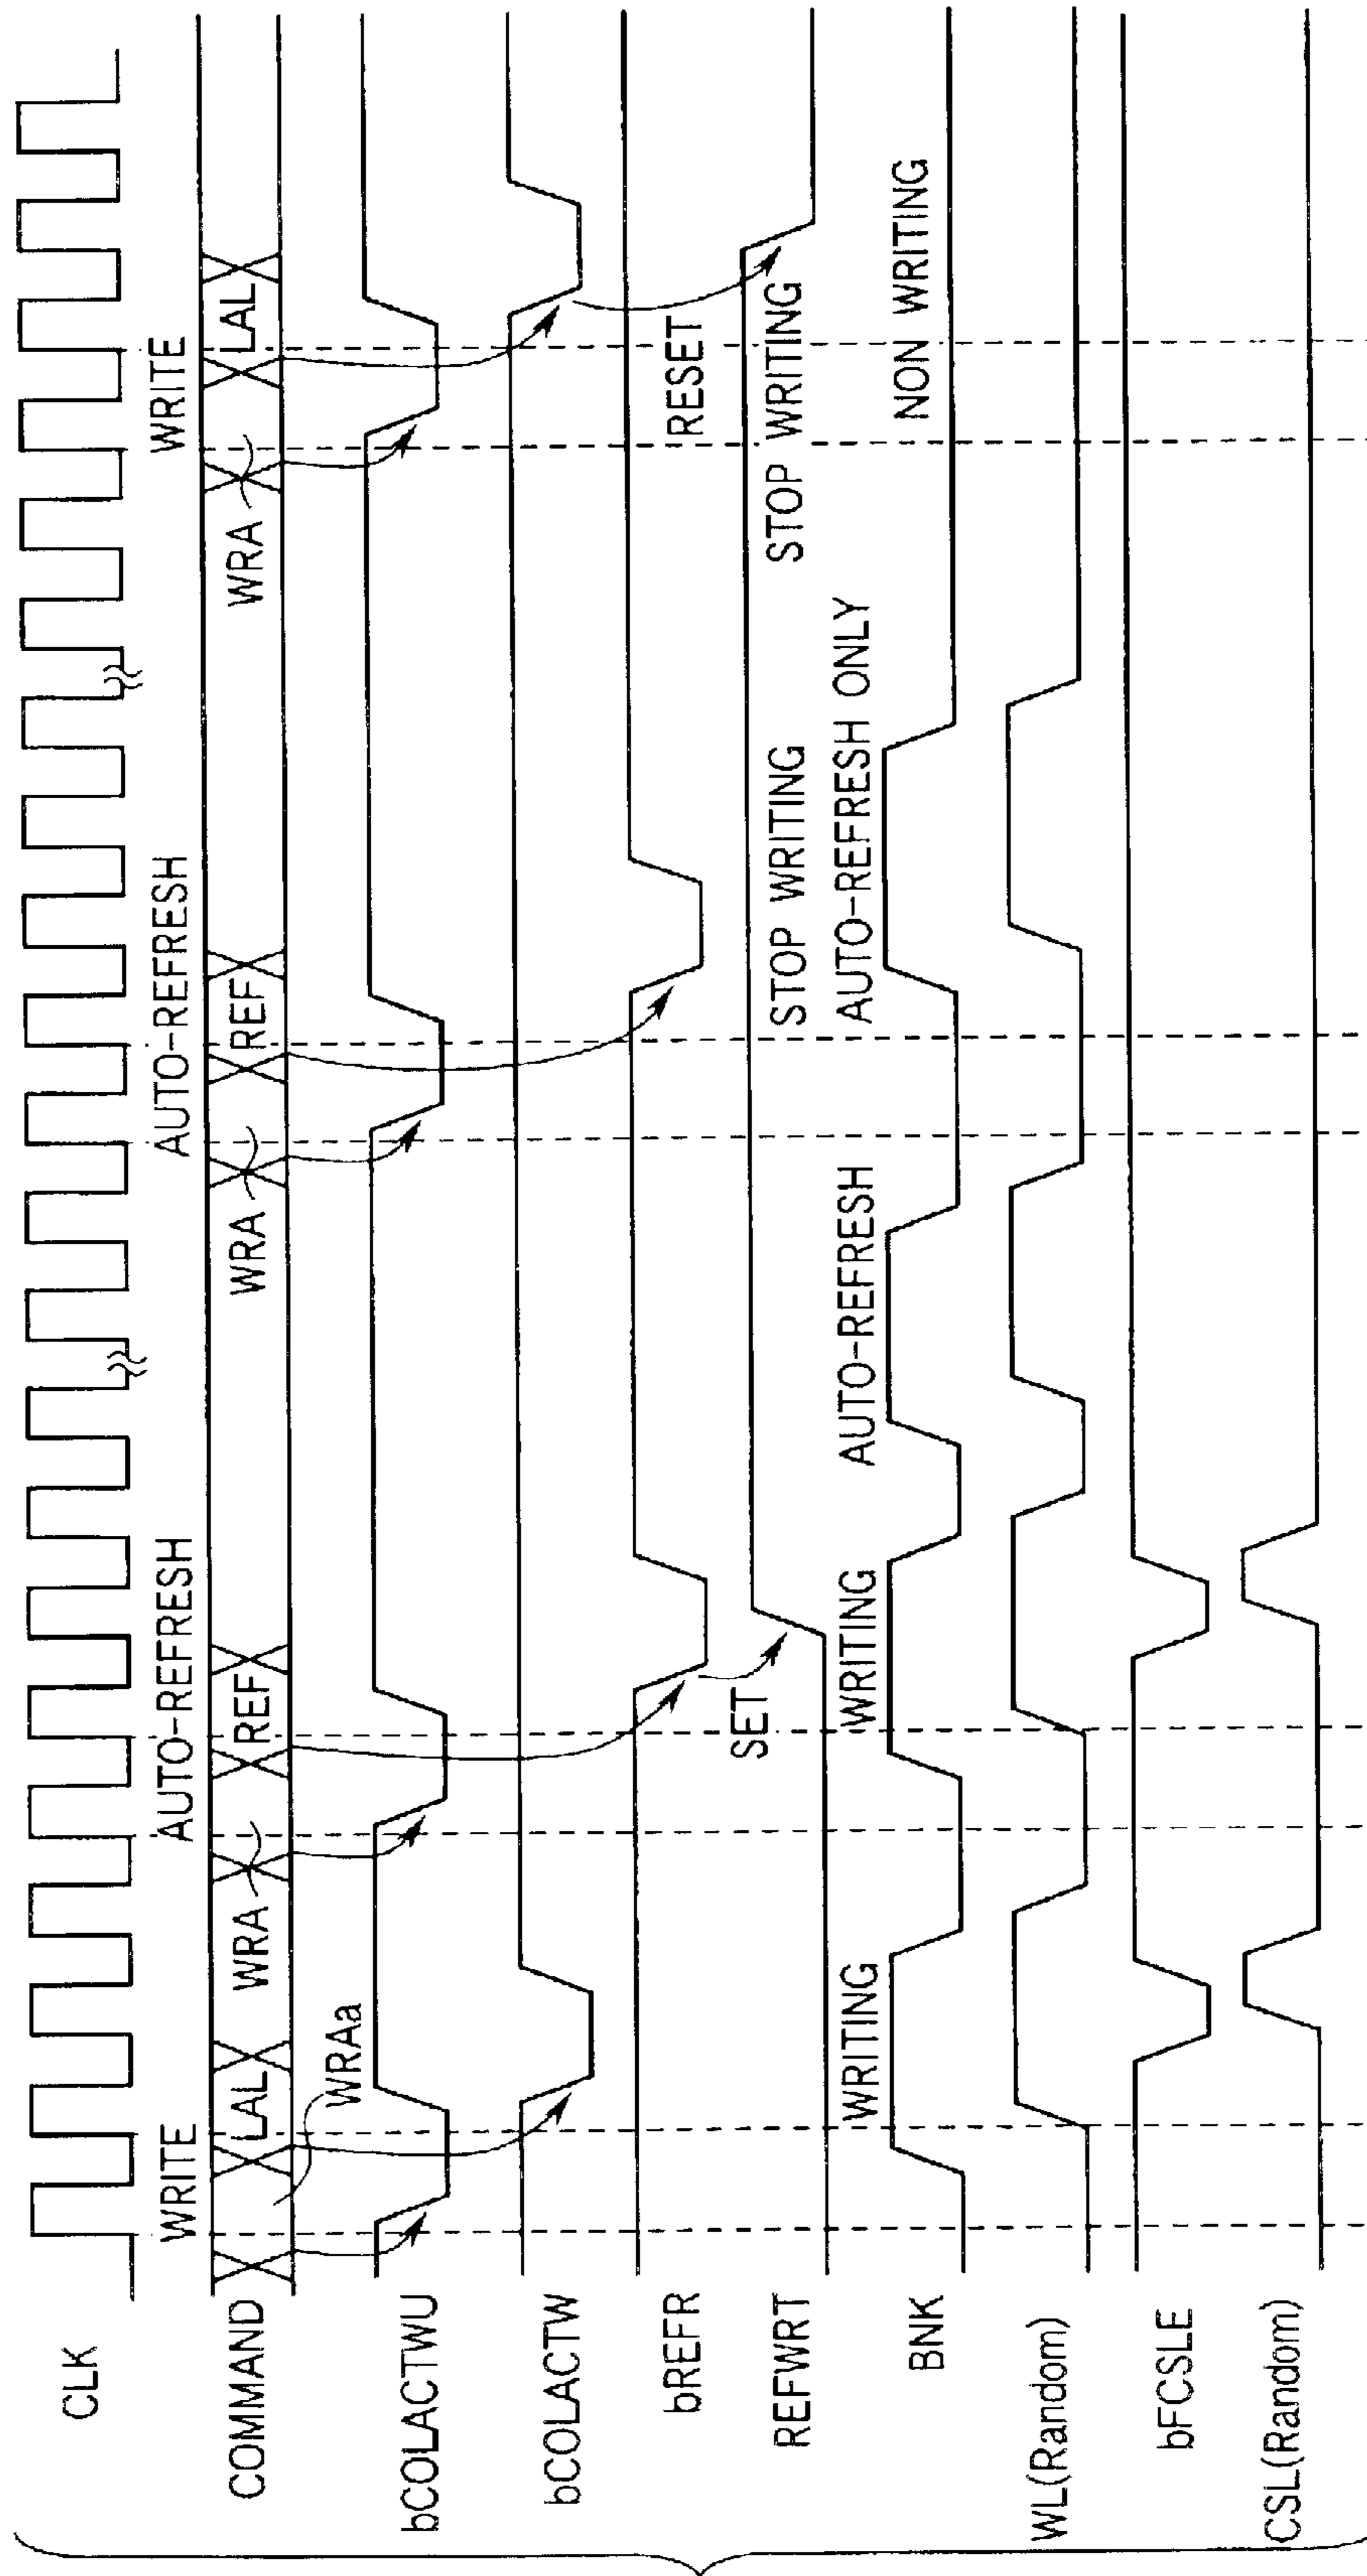 CLK
WRITE AUTO-REFRESH AUTO-REFRESH WRITE
COMMAND LAL WRA REF WRA REF WRA LAL
WRAa
bCOLACTWU
bCOLACTW
bREFR RESET
SET
REFWRT STOP WRITING STOP WRITING
WRITING WRITING AUTO-REFRESH AUTO-REFRESH ONLY
BNK NON WRITING
WL(Random)
bFCSLE
CSL(Random)